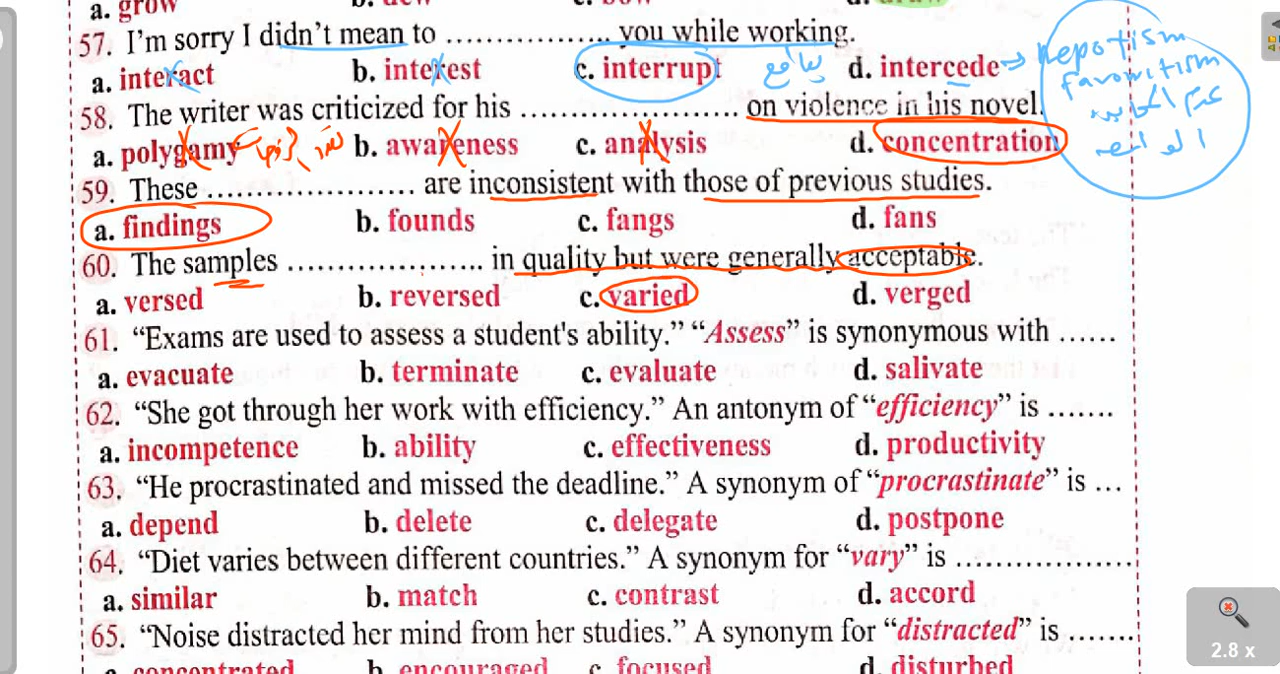 a. grow
57. I'm sorry I didn't mean to ……………… you while working.
a. interact b. interest c. interrupt d. intercede → nepotism
favouritism
58. The writer was criticized for his ……………………. on violence in his novel.
a. polygamy b. awareness c. analysis d. concentration
59. These …………………… are inconsistent with those of previous studies.
a. findings b. founds c. fangs d. fans
60. The samples ………………….. in quality but were generally acceptable.
a. versed b. reversed c. varied d. verged
61. “Exams are used to assess a student's ability.” “Assess” is synonymous with ……
a. evacuate b. terminate c. evaluate d. salivate
62. “She got through her work with efficiency.” An antonym of “efficiency” is …….
a. incompetence b. ability c. effectiveness d. productivity
63. “He procrastinated and missed the deadline.” A synonym of “procrastinate” is …
a. depend b. delete c. delegate d. postpone
64. “Diet varies between different countries.” A synonym for “vary” is ………………
a. similar b. match c. contrast d. accord
65. “Noise distracted her mind from her studies.” A synonym for “distracted” is …….
a. concentrated b. encouraged c. focused d. disturbed
2.8 x